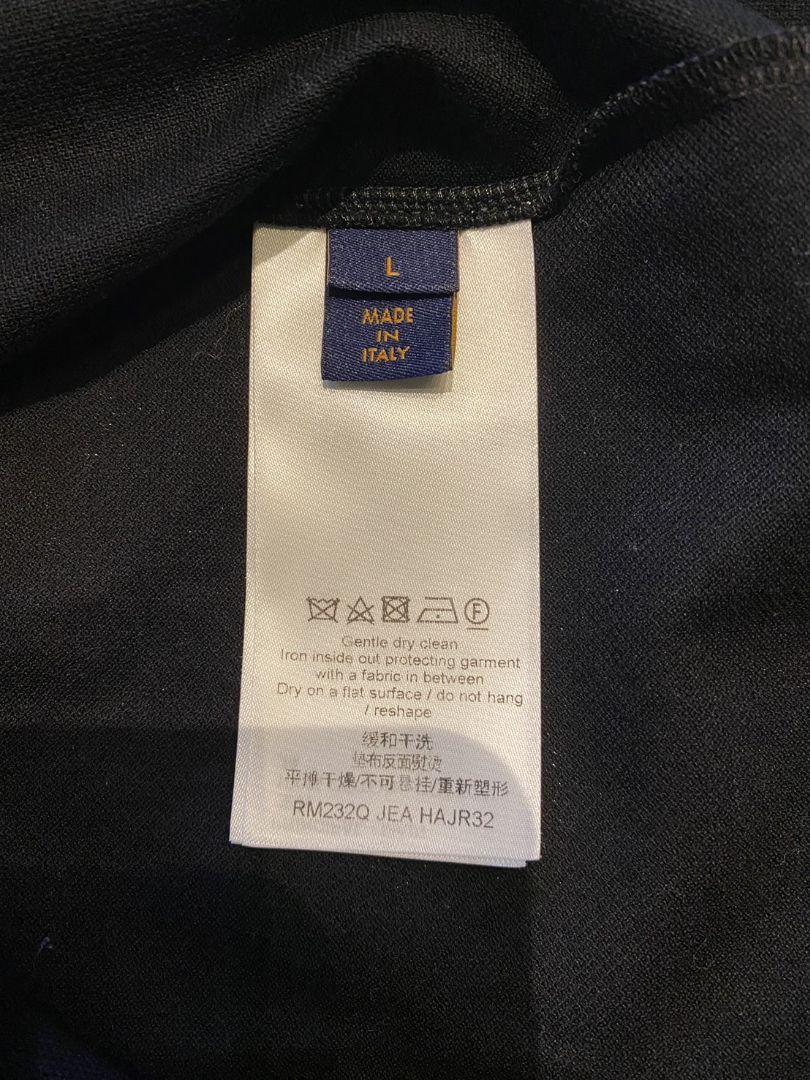 L
MADE
IN
ITALY
F
Gentle dry clean
Iron inside out protecting garment
with a fabric in between
Dry on a flat surface / do not hang
/ reshape
缓和干洗
垫布反面熨烫
平摊干燥/不可悬挂/重新塑形
RM232Q JEA HAJR32